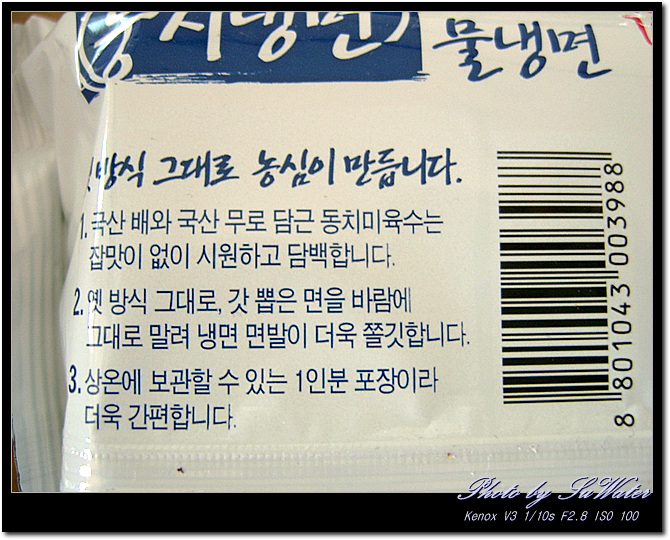 물냉면
방식 그대로 농심이 만듭니다.
1. 국산 배와 국산 무로 담근 동치미육수는
잡맛이 없이 시원하고 담백합니다.
2. 옛 방식 그대로, 갓 뽑은 면을 바람에
그대로 말려 냉면 면발이 더욱 쫄깃합니다.
3. 상온에 보관할 수 있는 1인분 포장이라
더욱 간편합니다.
8 801043 003988
Photo by SuWater
Kenox V3 1/10s F2.8 ISO 100